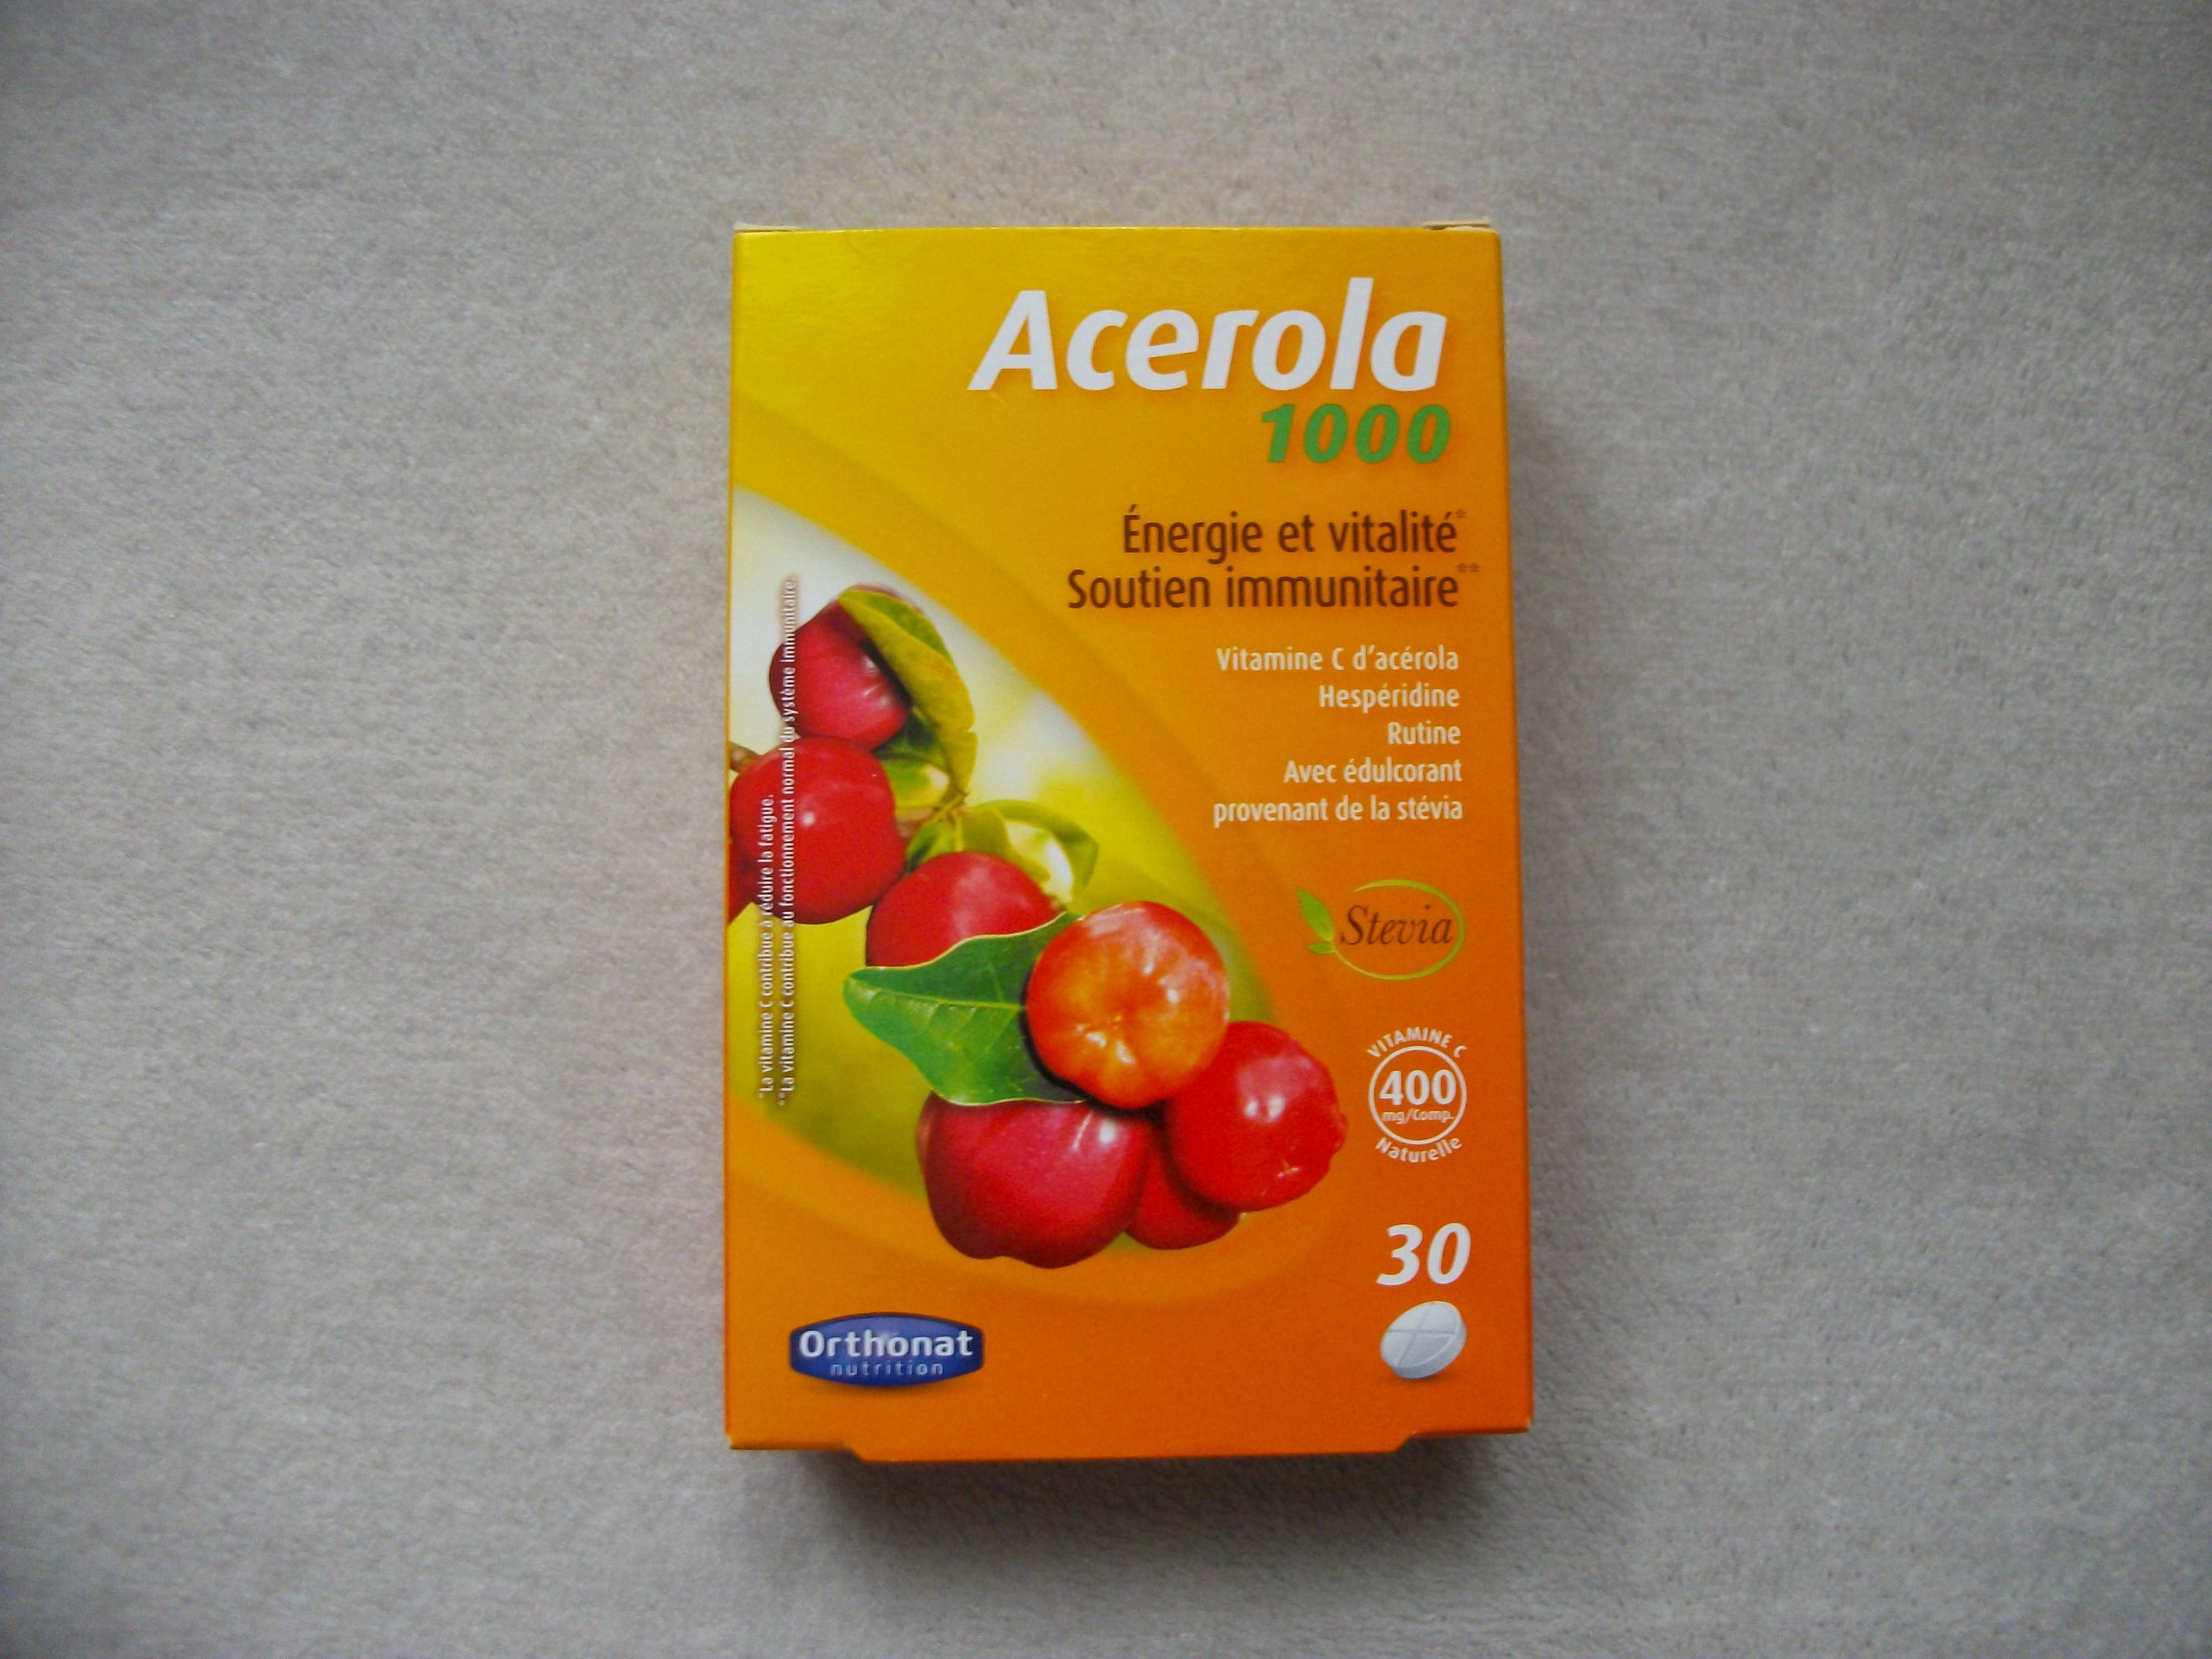 Acerola
1000
Énergie et vitalité*
Soutien immunitaire**
Vitamine C d'acérola
Hespéridine
Rutine
Avec édulcorant
provenant de la stévia
Stevia
VITAMINE C
400
mg/Comp.
Naturelle
30
Orthonat
nutrition
*La vitamine C contribue à réduire la fatigue.
**La vitamine C contribue au fonctionnement normal du système immunitaire.